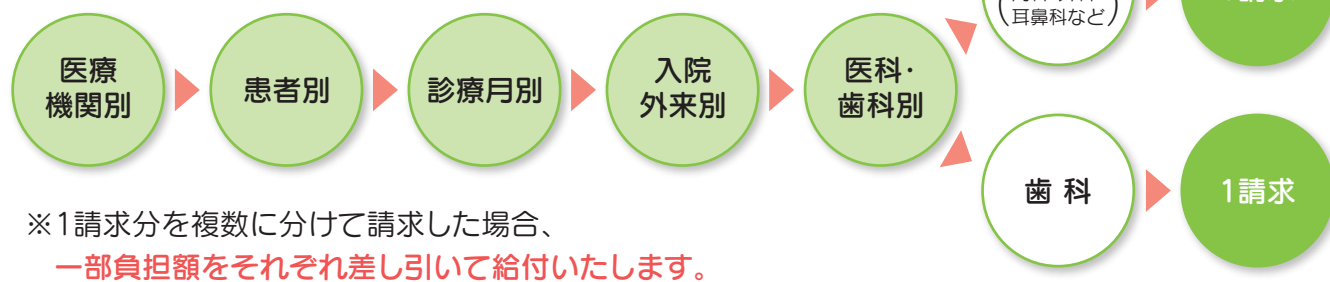 耳鼻科など
医療
機関別
患者別
診療月別
入院
外来別
医科・
歯科別
歯 科
1請求
※1請求分を複数に分けて請求した場合、
一部負担額をそれぞれ差し引いて給付いたします。